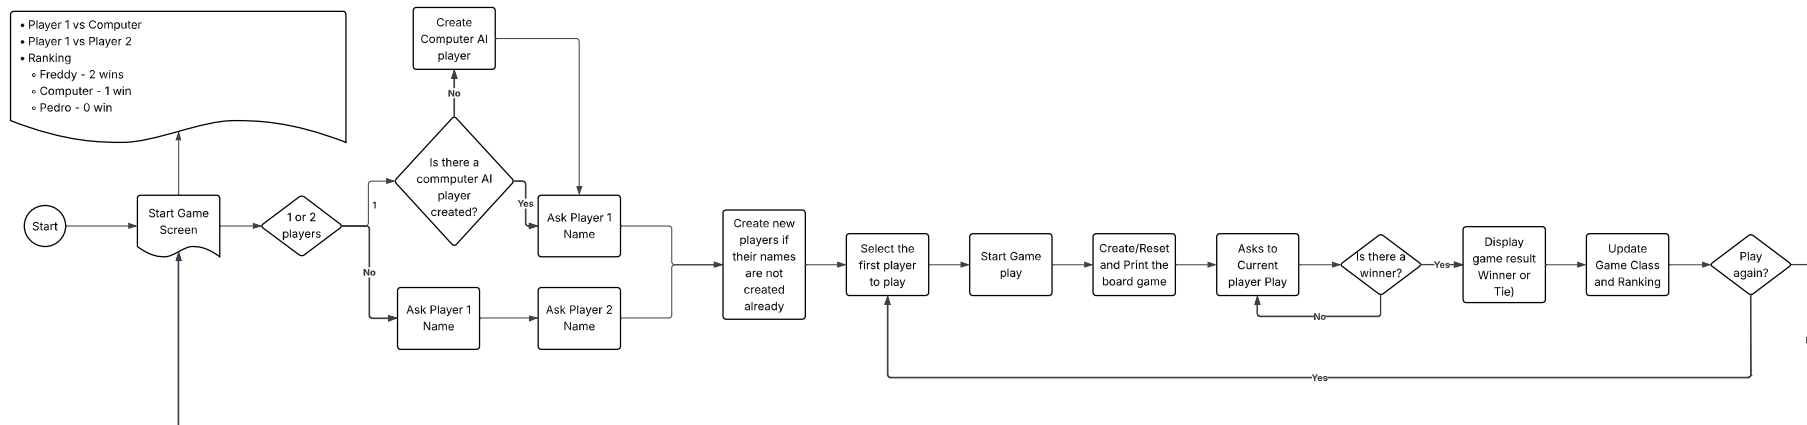 • Player 1 vs Computer
• Player 1 vs Player 2
• Ranking
∘ Freddy - 2 wins
∘ Computer - 1 win
∘ Pedro - 0 win
Start
Start Game
Screen
1 or 2
players
1
No
Is there a
commputer AI
player
created?
No
Create
Computer AI
player
Yes
Ask Player 1
Name
Ask Player 1
Name
Ask Player 2
Name
Create new
players if
their names
are not
created
already
Select the
first player
to play
Start Game
play
Create/Reset
and Print the
board game
Asks to
Current
player Play
Is there a
winner?
No
Yes
Display
game result
Winner or
Tie)
Update
Game Class
and Ranking
Play
again?
Yes